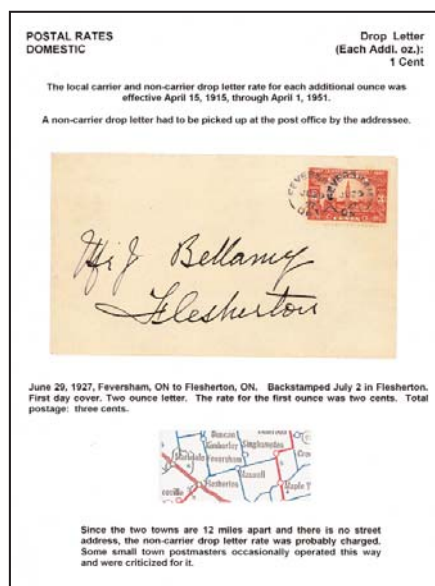 POSTAL RATES
DOMESTIC
Drop Letter
(Each Addl. oz.):
1 Cent
The local carrier and non-carrier drop letter rate for each additional ounce was
effective April 15, 1915, through April 1, 1951.
A non-carrier drop letter had to be picked up at the post office by the addressee.
Bellamy
Flesherton
June 29, 1927, Feversham, ON to Flesherton, ON. Backstamped July 2 in Flesherton.
First day cover. Two ounce letter. The rate for the first ounce was two cents. Total
postage: three cents.
Duncan
Kimberley
Singhampton
Markdale
Feversham
Flesherton
Maxwell
Maple
Since the two towns are 12 miles apart and there is no street
address, the non-carrier drop letter rate was probably charged.
Some small town postmasters occasionally operated this way
and were criticized for it.